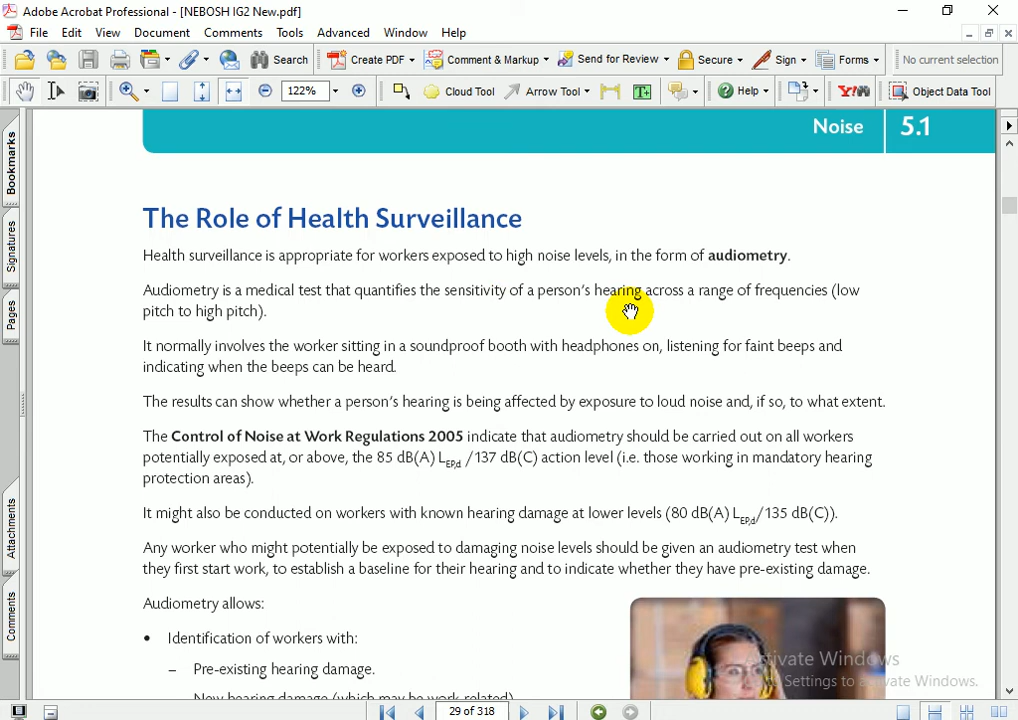 Adobe Acrobat Professional - [NEBOSH IG2 New.pdf]
File Edit View Document Comments Tools Advanced Window Help
Search Create PDF Comment & Markup Send for Review Secure Sign Forms No current selection
122% Cloud Tool Arrow Tool T Help Y! Object Data Tool
Bookmarks
Signatures
Pages
Attachments
Comments
Noise 5.1
The Role of Health Surveillance
Health surveillance is appropriate for workers exposed to high noise levels, in the form of audiometry.
Audiometry is a medical test that quantifies the sensitivity of a person's hearing across a range of frequencies (low
pitch to high pitch).
It normally involves the worker sitting in a soundproof booth with headphones on, listening for faint beeps and
indicating when the beeps can be heard.
The results can show whether a person's hearing is being affected by exposure to loud noise and, if so, to what extent.
The Control of Noise at Work Regulations 2005 indicate that audiometry should be carried out on all workers
potentially exposed at, or above, the 85 dB(A) LEP,d /137 dB(C) action level (i.e. those working in mandatory hearing
protection areas).
It might also be conducted on workers with known hearing damage at lower levels (80 dB(A) LEP,d/135 dB(C)).
Any worker who might potentially be exposed to damaging noise levels should be given an audiometry test when
they first start work, to establish a baseline for their hearing and to indicate whether they have pre-existing damage.
Audiometry allows:
• Identification of workers with:
– Pre-existing hearing damage.
New hearing damage (which may be work-related)
Activate Windows
Settings to activate Windows.
29 of 318